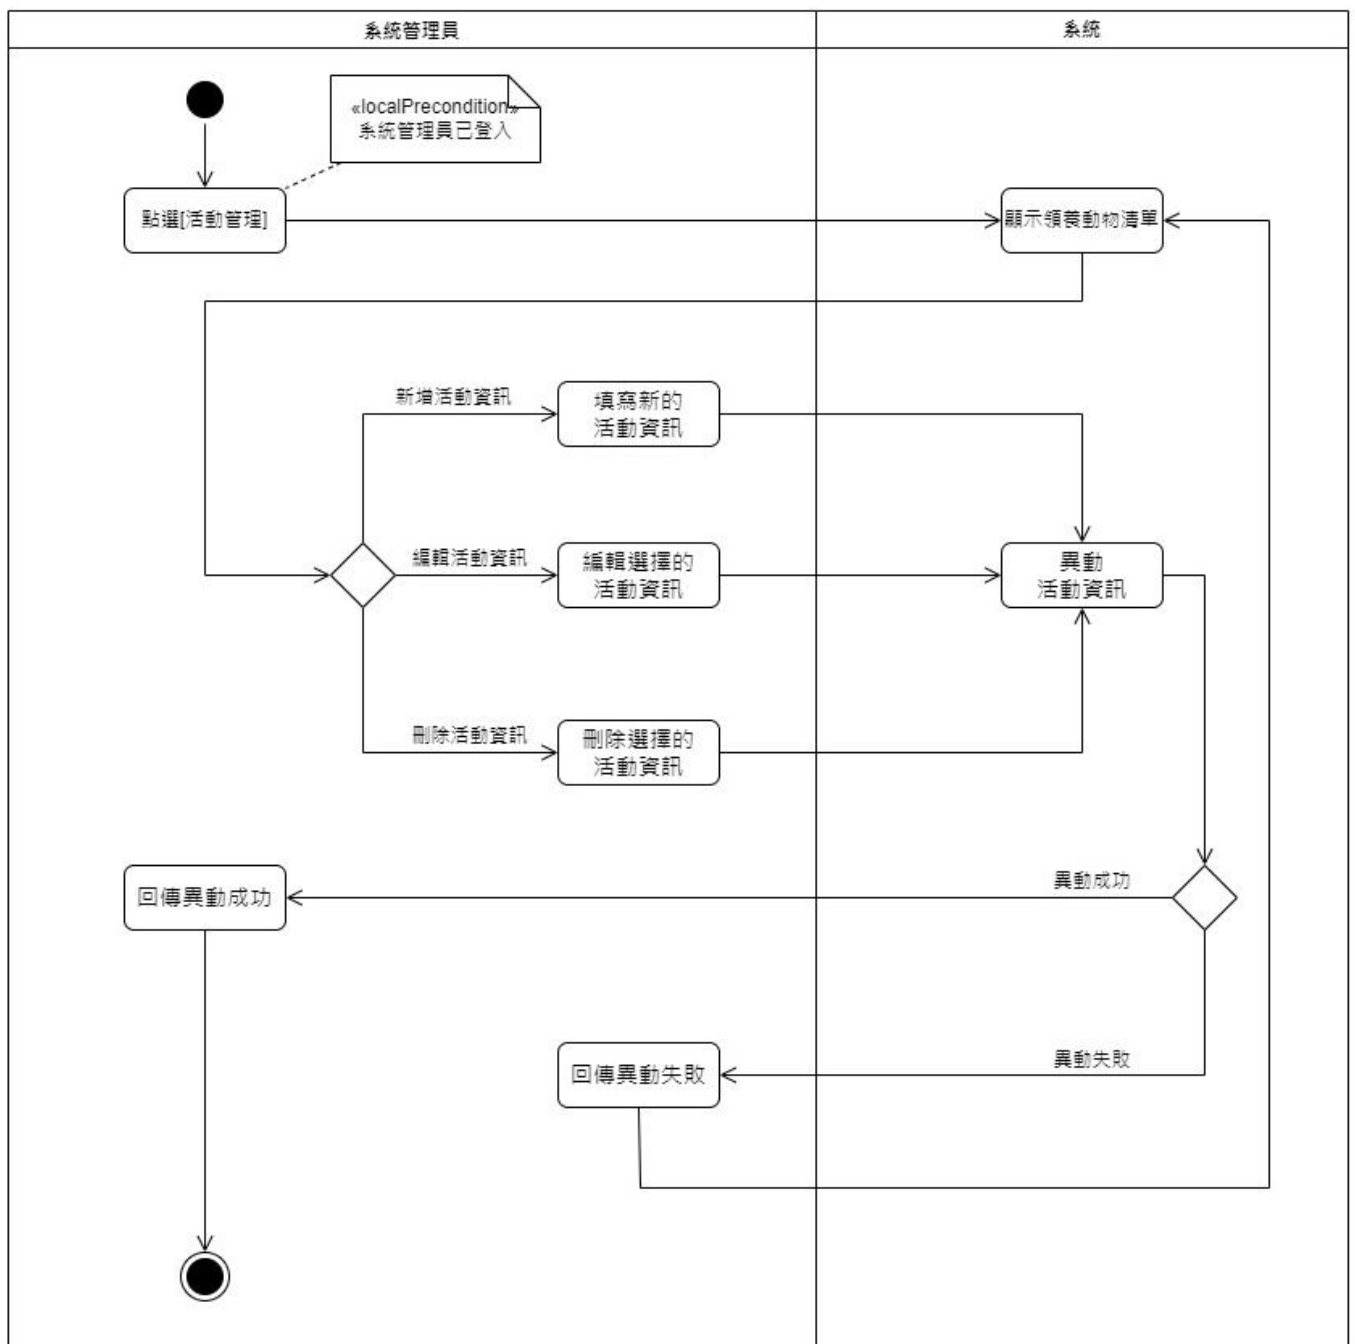 系統管理員
系統
«localPrecondition»
系統管理員已登入
點選[活動管理]
顯示領養動物清單
新增活動資訊
填寫新的
活動資訊
編輯活動資訊
編輯選擇的
活動資訊
異動
活動資訊
刪除活動資訊
刪除選擇的
活動資訊
回傳異動成功
異動成功
回傳異動失敗
異動失敗